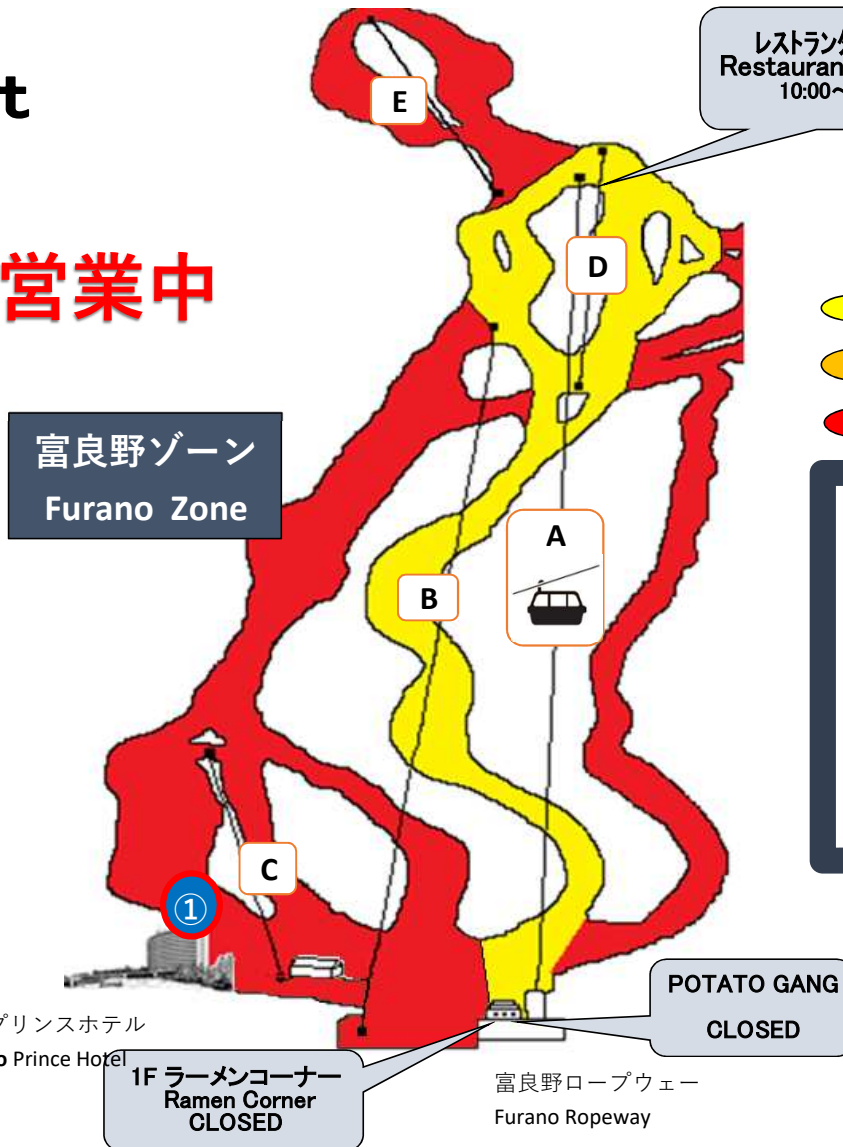 t
営業中
レストランダ
Restauran
10:00~
E
D
富良野ゾーン
Furano Zone
A
B
C
①
プリンスホテル
o Prince Hotel
1F ラーメンコーナー
Ramen Corner
CLOSED
POTATO GANG
CLOSED
富良野ロープウェー
Furano Ropeway